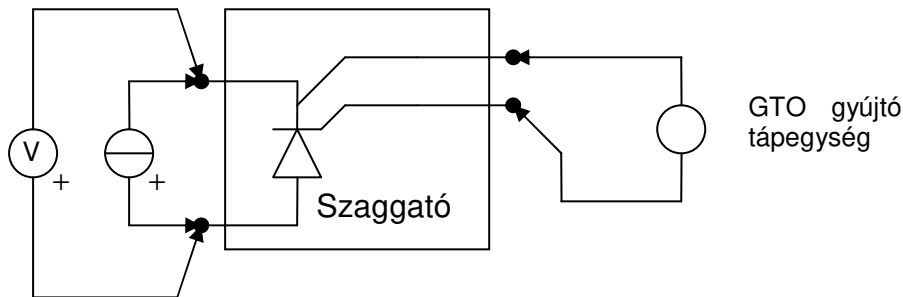 GTO gyújtó
tápegység
V
+
+
Szaggató